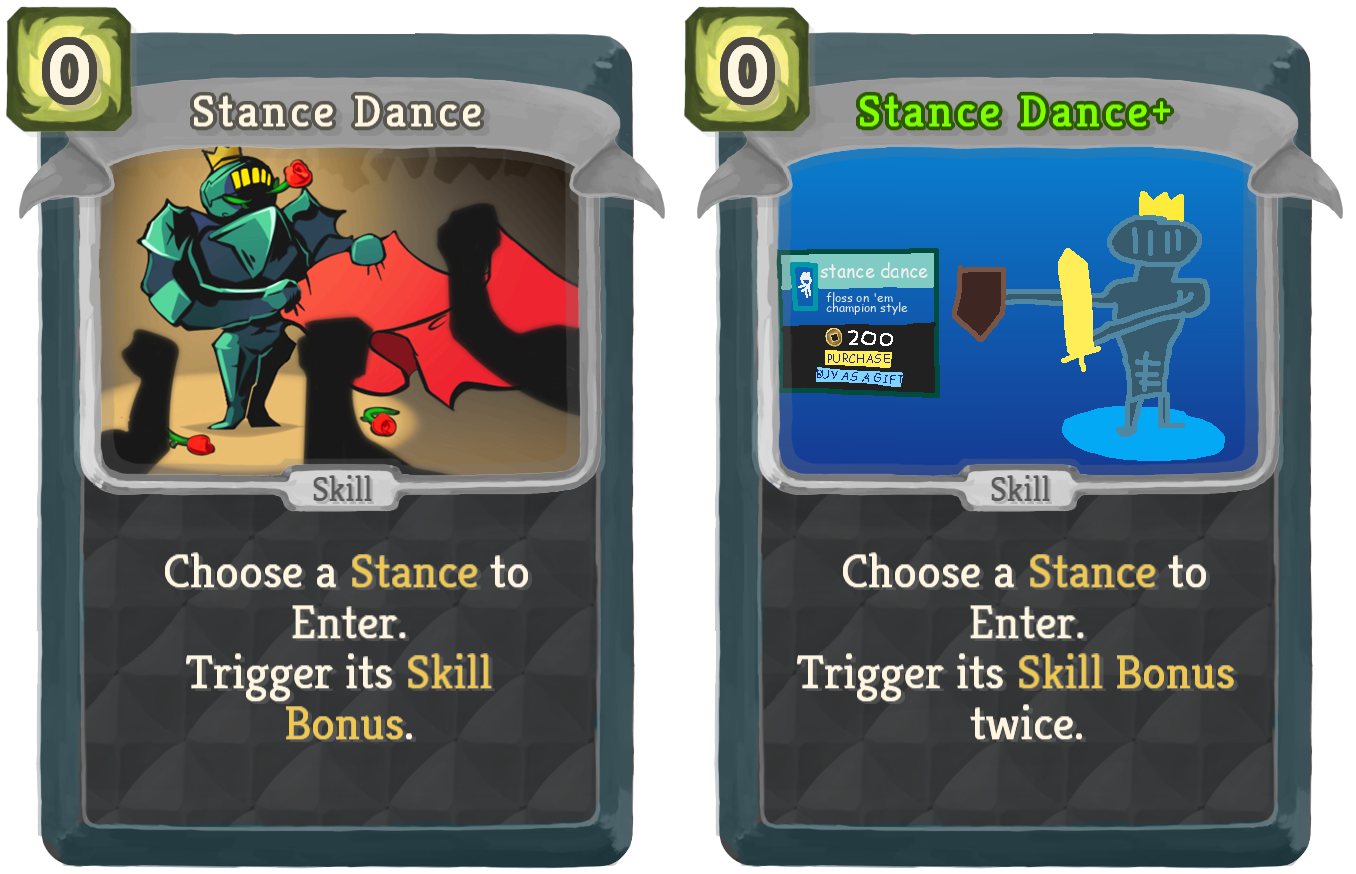 0
Stance Dance
Skill
Choose a Stance to
Enter.
Trigger its Skill
Bonus.
0
Stance Dance+
stance dance
floss on 'em
champion style
200
PURCHASE
BUY AS A GIFT
Skill
Choose a Stance to
Enter.
Trigger its Skill Bonus
twice.